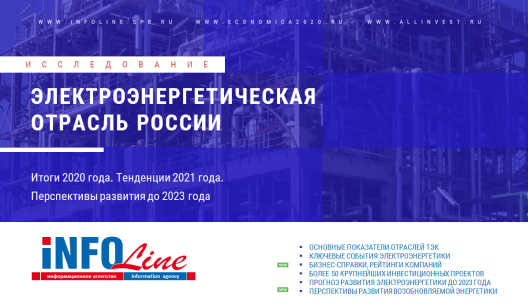 WWW.INFOLINE.SPB.RU WWW.ECONOMICA2020.RU - WWW.ALLINVEST.RU
ИССЛЕДОВАНИЕ
ЭЛЕКТРОЭНЕРГЕТИЧЕСКАЯ
ОТРАСЛЬ РОССИИ
Итоги 2020 года. Тенденции 2021 года.
Перспективы развития до 2023 года
iNFOLine
информационное агентство information agency
• ОСНОВНЫЕ ПОКАЗАТЕЛИ ОТРАСЛЕЙ ТЭК
• КЛЮЧЕВЫЕ СОБЫТИЯ ЭЛЕКТРОЭНЕРГЕТИКИ
NEW • БИЗНЕС-СПРАВКИ, РЕЙТИНГИ КОМПАНИЙ
• БОЛЕЕ 50 КРУПНЕЙШИХ ИНВЕСТИЦИОННЫХ ПРОЕКТОВ
• ПРОГНОЗ РАЗВИТИЯ ЭЛЕКТРОЭНЕРГЕТИКИ ДО 2023 ГОДА
NEW • ПЕРСПЕКТИВЫ РАЗВИТИЯ ВОЗОБНОВЛЯЕМОЙ ЭНЕРГЕТИКИ